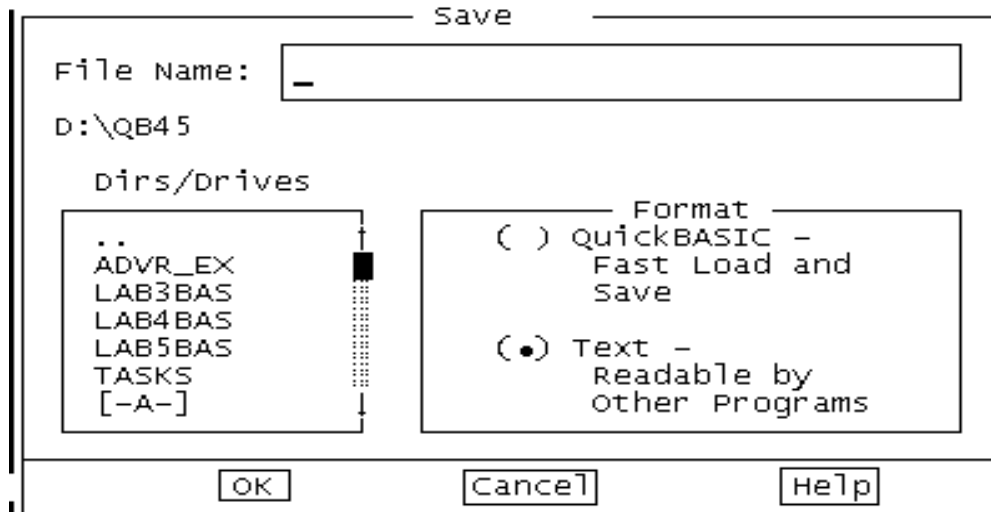 Save
File Name: _
D:\QB45
Dirs/Drives
..
ADVR_EX
LAB3BAS
LAB4BAS
LAB5BAS
TASKS
[-A-]
Format
( ) QuickBASIC -
Fast Load and
Save
(•) Text -
Readable by
Other Programs
OK
Cancel
Help